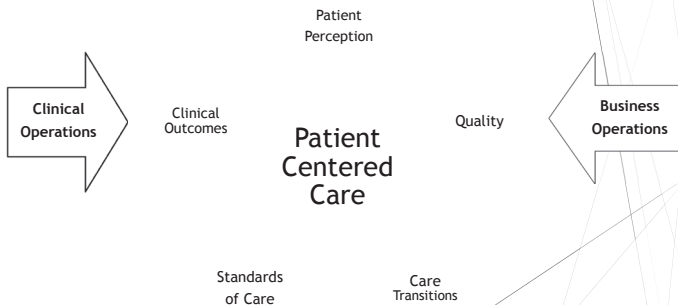 Patient
Perception
Clinical
Operations
Clinical
Outcomes
Patient
Centered
Care
Quality
Business
Operations
Standards
of Care
Care
Transitions